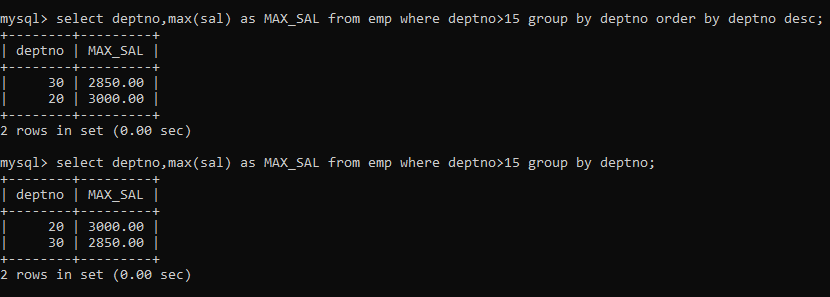 mysql> select deptno,max(sal) as MAX_SAL from emp where deptno>15 group by deptno order by deptno desc;
+--------+---------+
| deptno | MAX_SAL |
+--------+---------+
|     30 | 2850.00 |
|     20 | 3000.00 |
+--------+---------+
2 rows in set (0.00 sec)
mysql> select deptno,max(sal) as MAX_SAL from emp where deptno>15 group by deptno;
+--------+---------+
| deptno | MAX_SAL |
+--------+---------+
|     20 | 3000.00 |
|     30 | 2850.00 |
+--------+---------+
2 rows in set (0.00 sec)